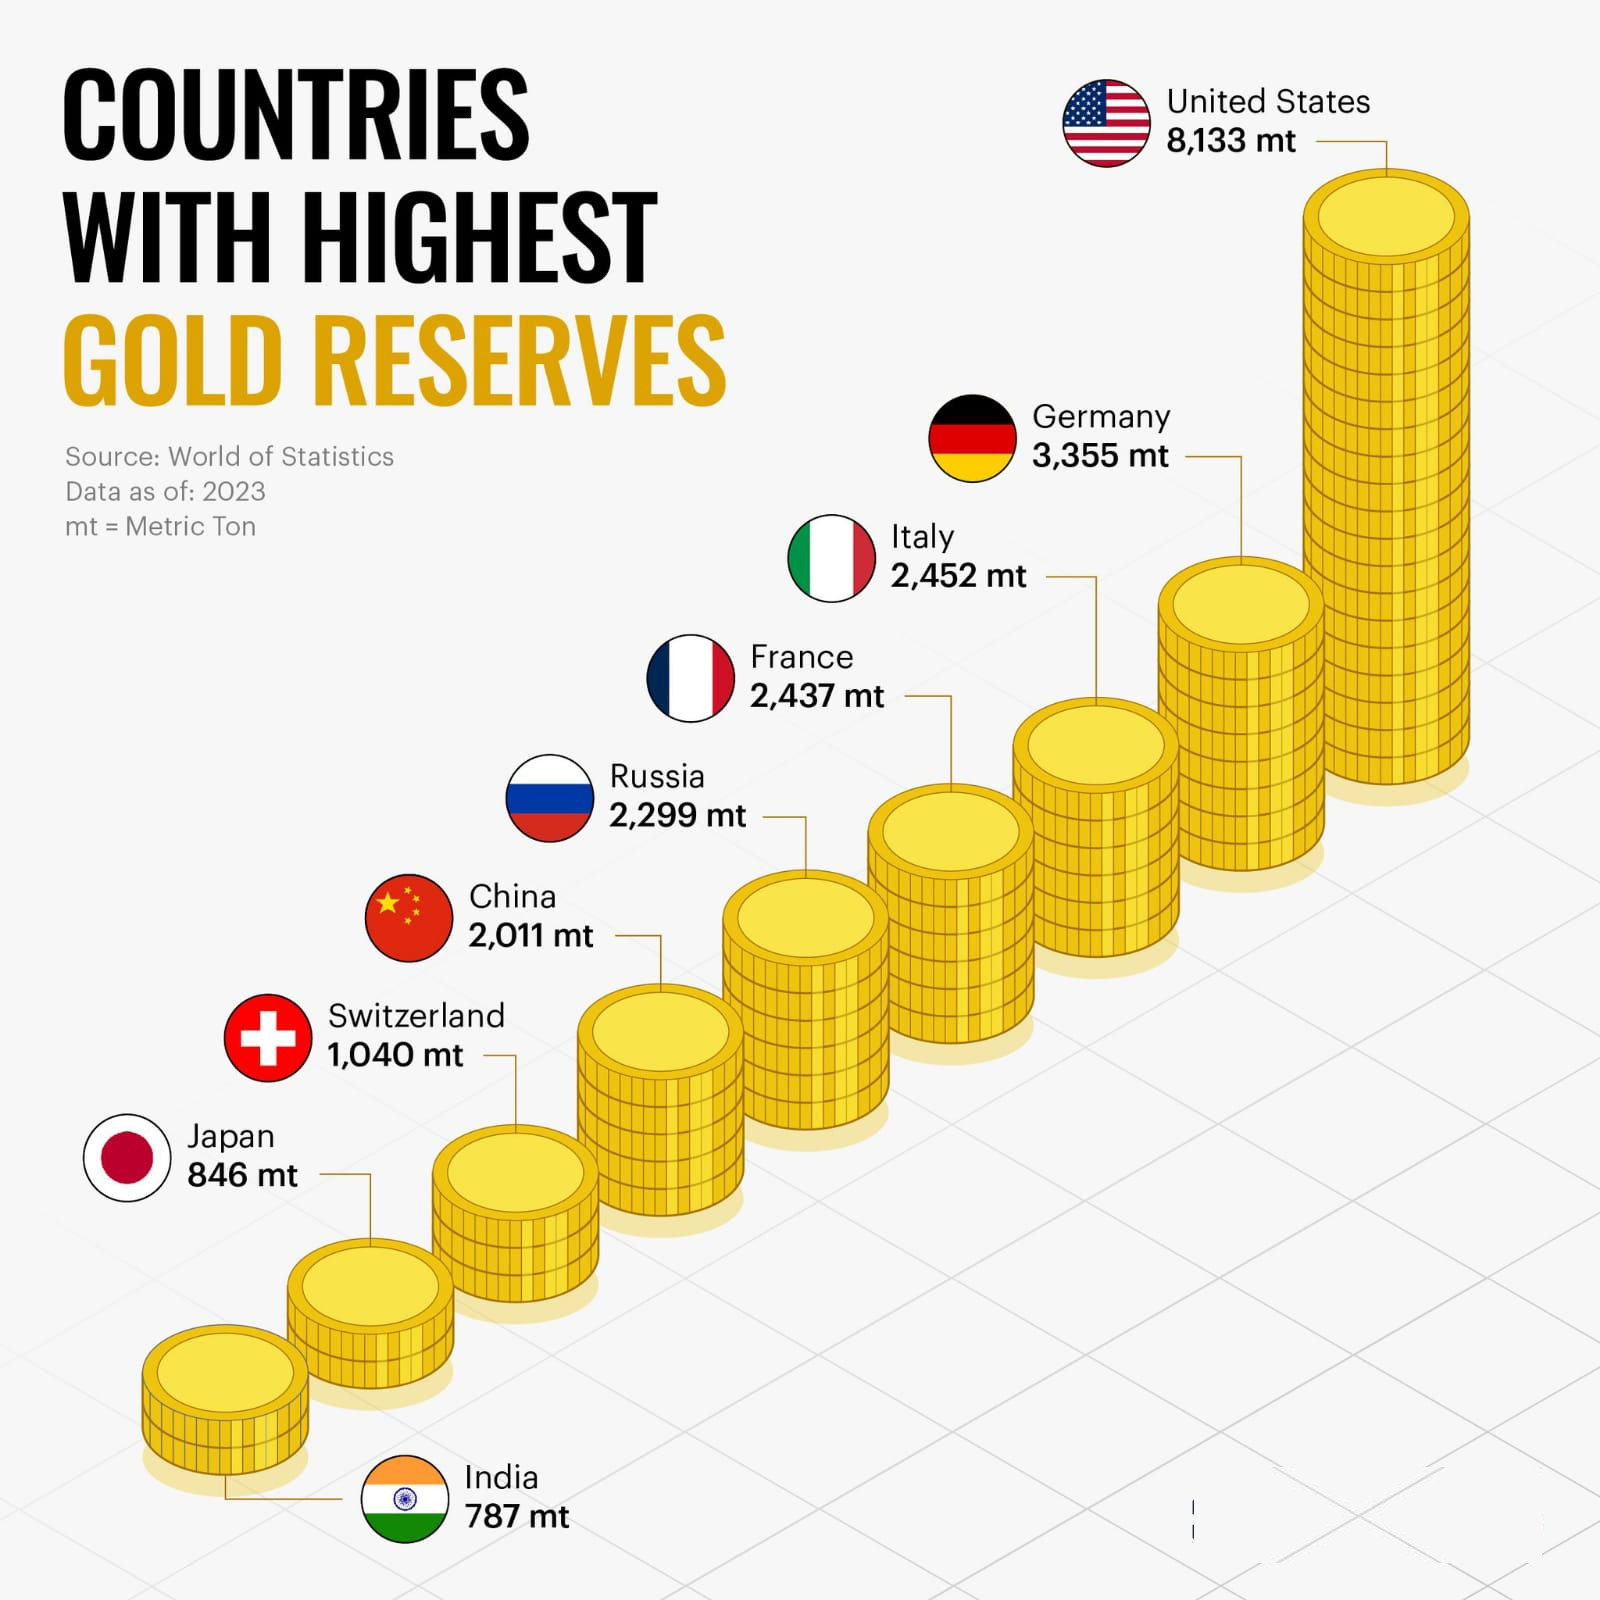 COUNTRIES
WITH HIGHEST
GOLD RESERVES
Source: World of Statistics
Data as of: 2023
mt = Metric Ton
United States
8,133 mt
Germany
3,355 mt
Italy
2,452 mt
France
2,437 mt
Russia
2,299 mt
China
2,011 mt
Switzerland
1,040 mt
Japan
846 mt
India
787 mt